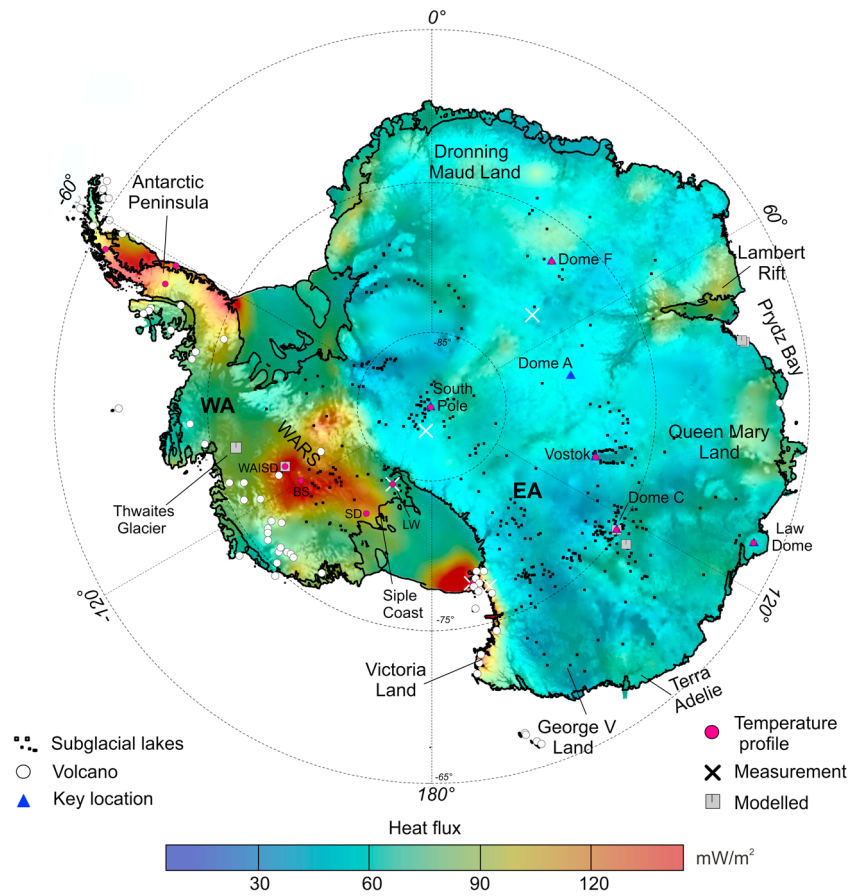 0°
Dronning
Maud Land
Antarctic
Peninsula
-60°
60°
Dome F
Lambert
Rift
Prydz Bay
-85°
Dome A
South
Pole
WA
WARS
Queen Mary
Land
Vostok
WAISD
BS
EA
Dome C
Thwaites
Glacier
SD
LW
Law
Dome
Siple
Coast
-120°
120°
-75°
Victoria
Land
Terra
Adelie
George V
Land
-65°
180°
Subglacial lakes
Volcano
Key location
Temperature
profile
Measurement
Modelled
Heat flux
mW/m²
30 60 90 120